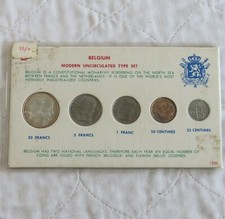 BELGIUM
MODERN UNCIRCULATED TYPE SET
BELGIUM IS A CONSTITUTIONAL MONARCHY BORDERING ON THE NORTH SEA
BETWEEN FRANCE AND THE NETHERLANDS. IT IS ONE OF THE WORLD'S MOST
HIGHLY INDUSTRIALIZED COUNTRIES.
20 FRANCS
5 FRANCS
1 FRANC
50 CENTIMES
25 CENTIMES
BELGIUM HAS TWO NATIONAL LANGUAGES, THEREFORE EACH YEAR AN EQUAL NUMBER
OF COINS ARE ISSUED WITH FRENCH (BELGIQUE) AND FLEMISH (BELGIE) LEGENDS.